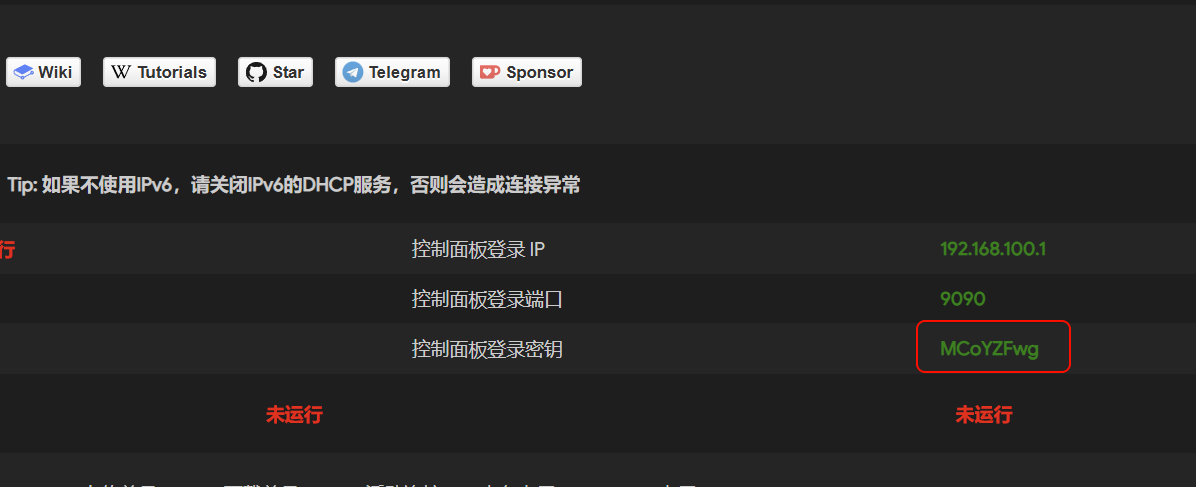 Wiki Tutorials Star Telegram Sponsor
Tip: 如果不使用IPv6，请关闭IPv6的DHCP服务，否则会造成连接异常
行 控制面板登录 IP 192.168.100.1
控制面板登录端口 9090
控制面板登录密钥 MCoYZFwg
未运行 未运行